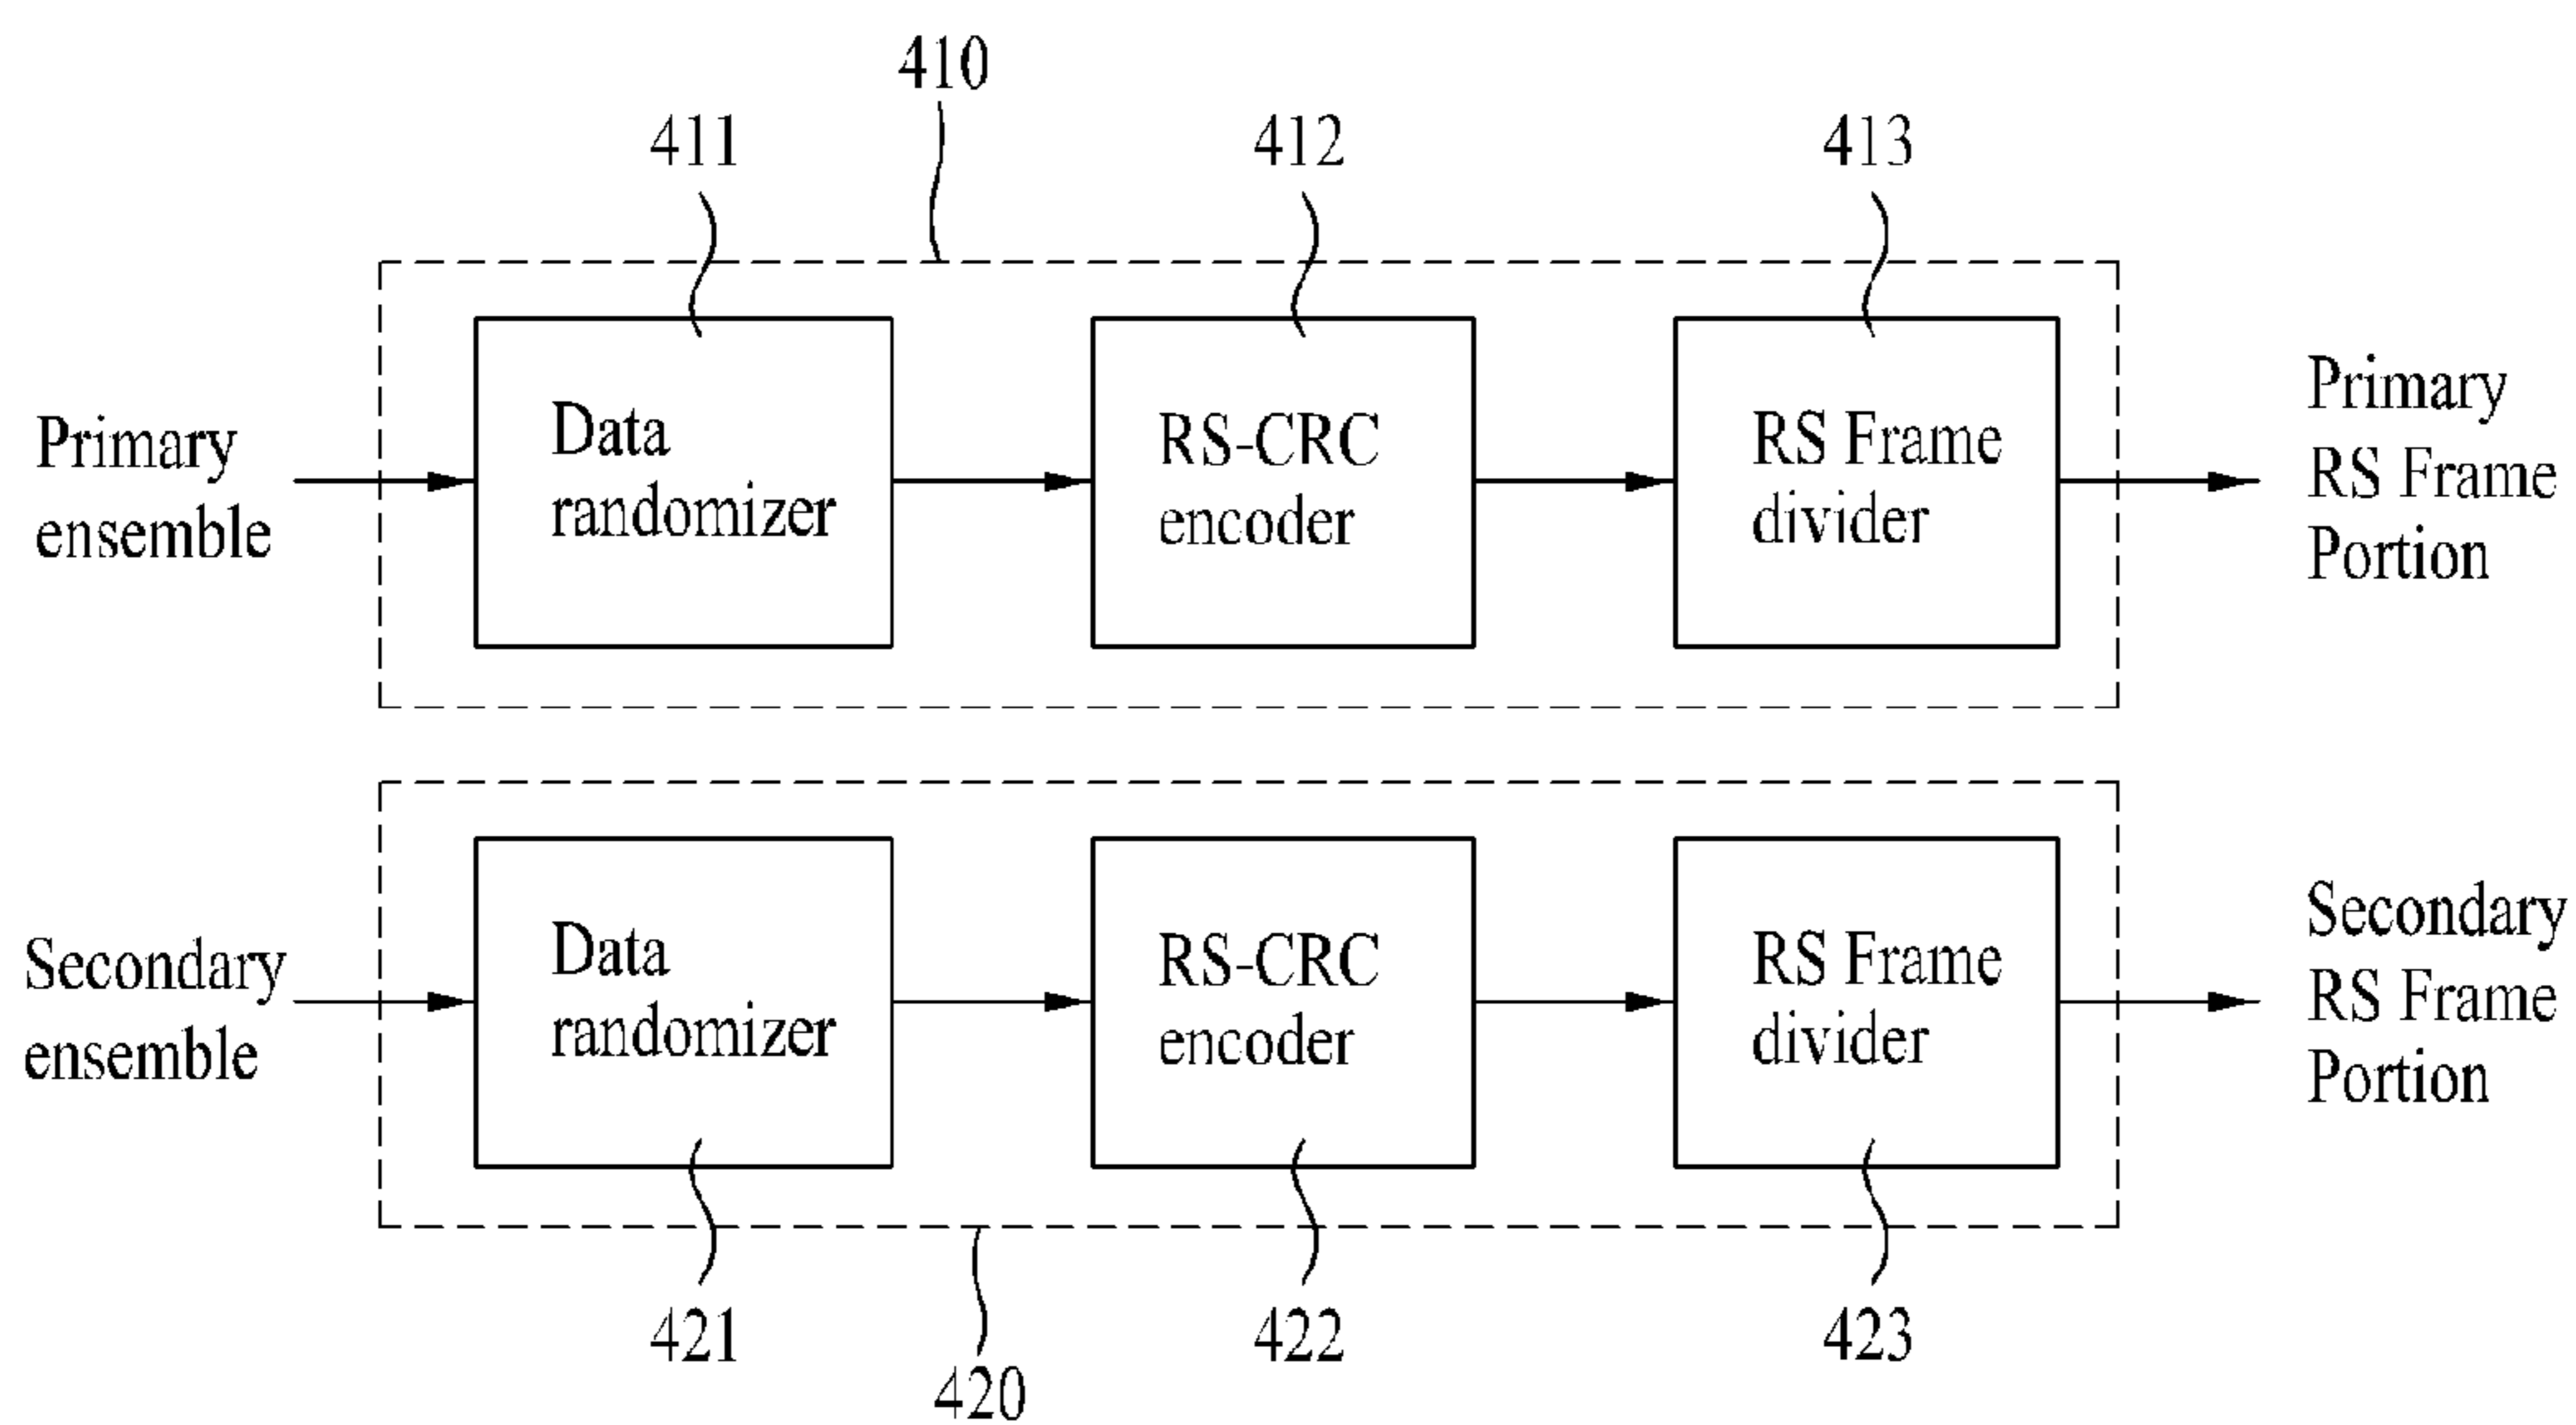 410
411
412
413
Primary
ensemble
Data
randomizer
RS-CRC
encoder
RS Frame
divider
Primary
RS Frame
Portion
Secondary
ensemble
Data
randomizer
RS-CRC
encoder
RS Frame
divider
Secondary
RS Frame
Portion
421
422
423
420